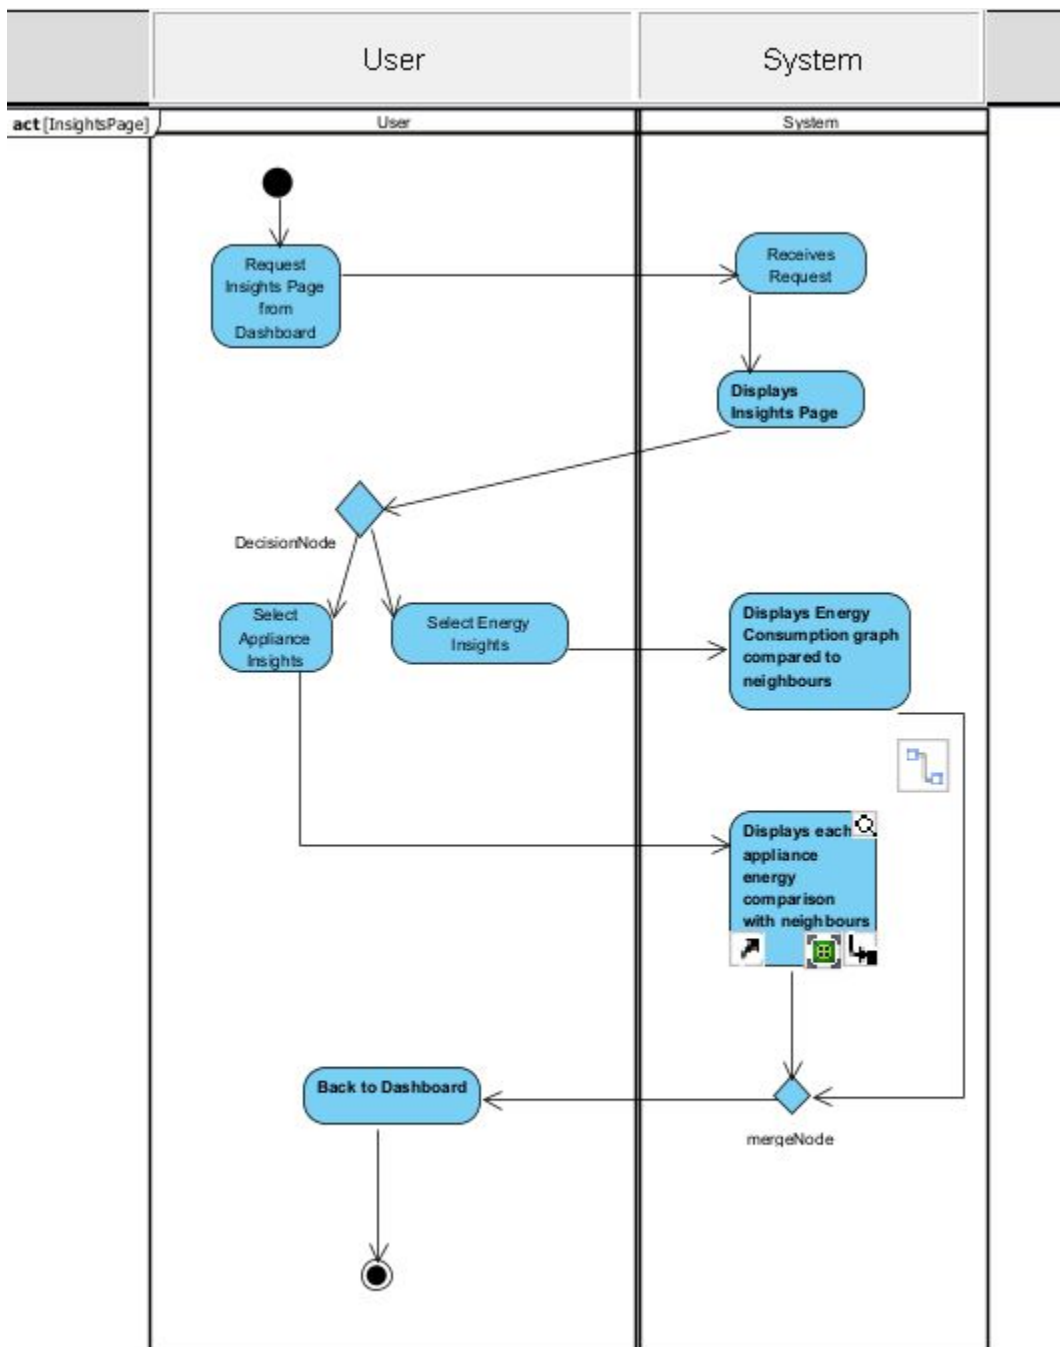 User
System
act[InsightsPage]
User
System
Request
Insights Page
from
Dashboard
Receives
Request
Displays
Insights Page
DecisionNode
Select
Appliance
Insights
Select Energy
Insights
Displays Energy
Consumption graph
compared to
neighbours
Displays each
appliance
energy
comparison
with neighbours
Back to Dashboard
mergeNode